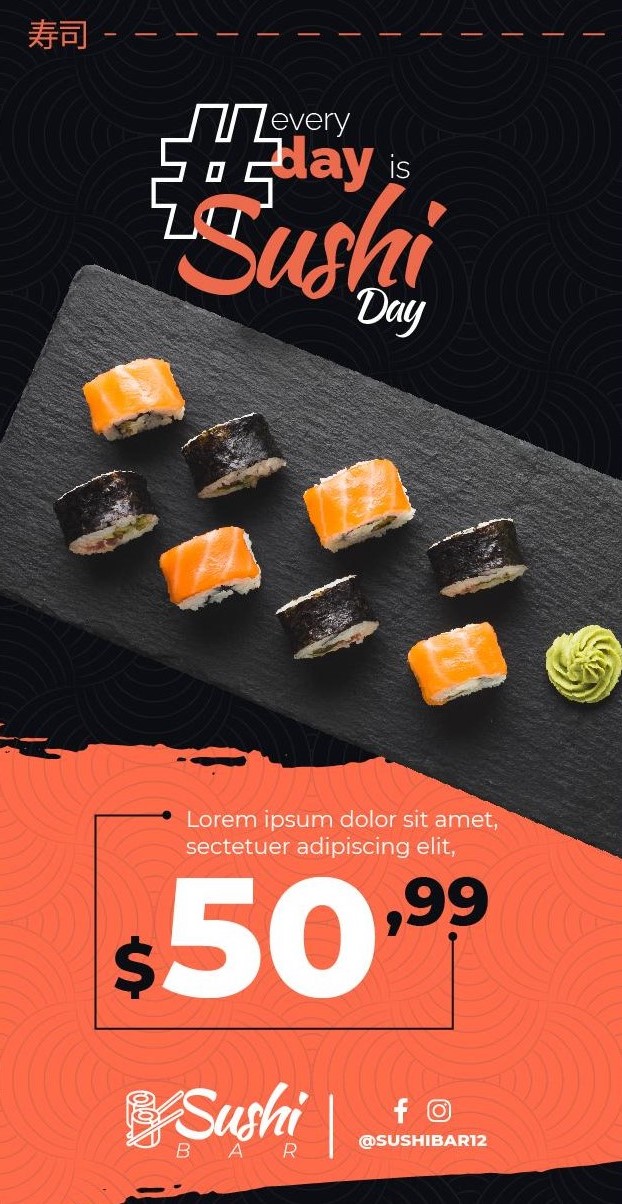 寿司
#every
day is
Sushi
Day
Lorem ipsum dolor sit amet,
sectetuer adipiscing elit,
$50,99
Sushi
BAR
@SUSHIBAR12